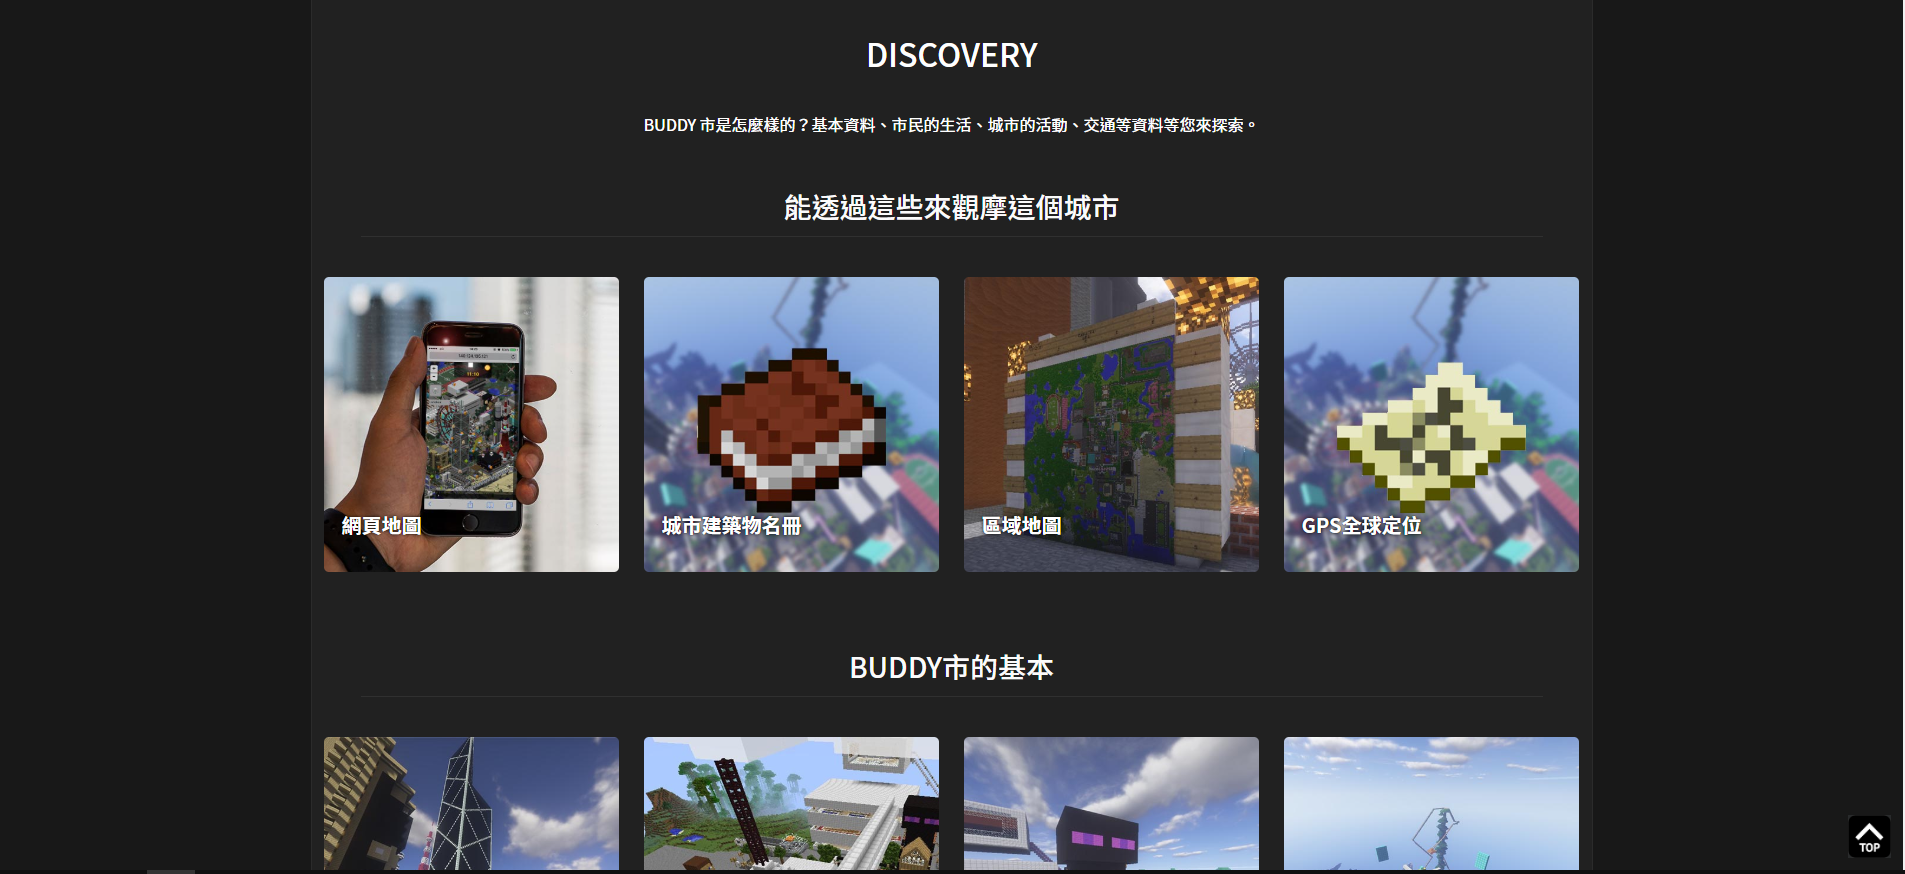 DISCOVERY
BUDDY 市是怎麼樣的？基本資料、市民的生活、城市的活動、交通等資料等您來探索。
能透過這些來觀摩這個城市
網頁地圖
城市建築物名冊
區域地圖
GPS全球定位
BUDDY市的基本
TOP